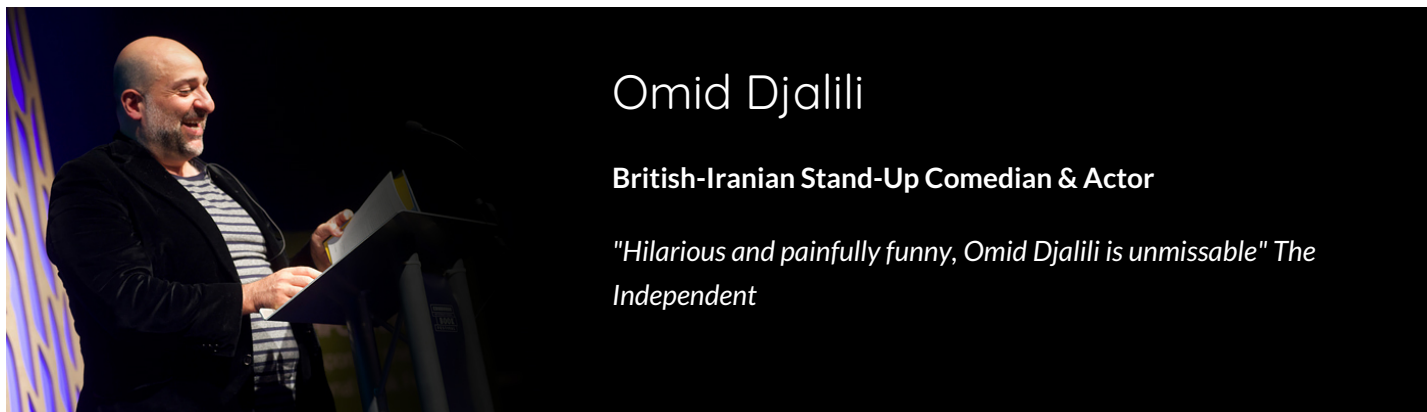 Omid Djalili
British-Iranian Stand-Up Comedian & Actor
"Hilarious and painfully funny, Omid Djalili is unmissable" The
Independent